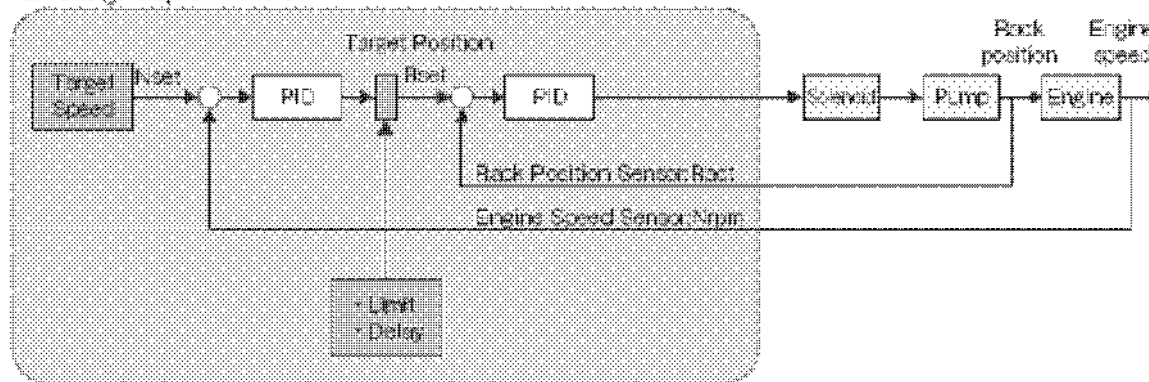 Rack Engine
Target Position position speed
Target Nset Rset
Speed PID PID Solenoid Pump Engine
Rack Position Sensor:Ract
Engine Speed Sensor:Nrpm
· Limit
· Delay